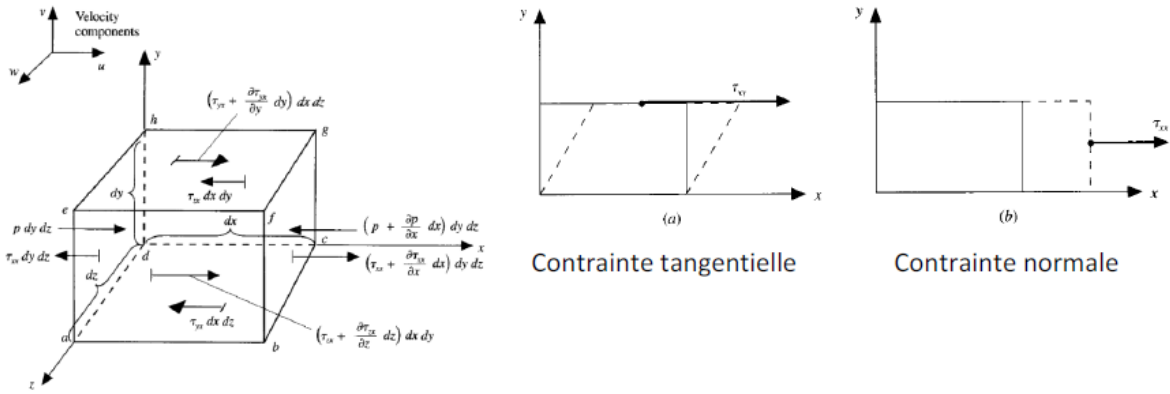 v
Velocity
components
w
u
y
(τyx + ∂τyx/∂y dy) dx dz
h
g
τzx dx dy
dy
e
f
p dy dz
dx
(p + ∂p/∂x dx) dy dz
c
x
d
τxx dy dz
dz
(τxx + ∂τxx/∂x dx) dy dz
τyx dx dz
(τzx + ∂τzx/∂z dz) dx dy
a
b
z
y
τxy
x
(a)
Contrainte tangentielle
y
τxx
x
(b)
Contrainte normale